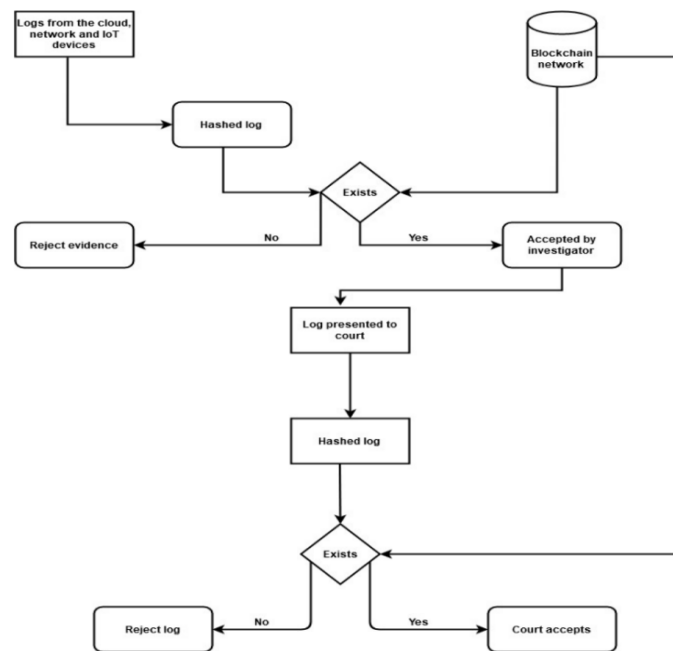 Logs from the cloud,
network and IoT
devices
Blockchain
network
Hashed log
Exists
No
Yes
Reject evidence
Accepted by
investigator
Log presented to
court
Hashed log
Exists
No
Yes
Reject log
Court accepts